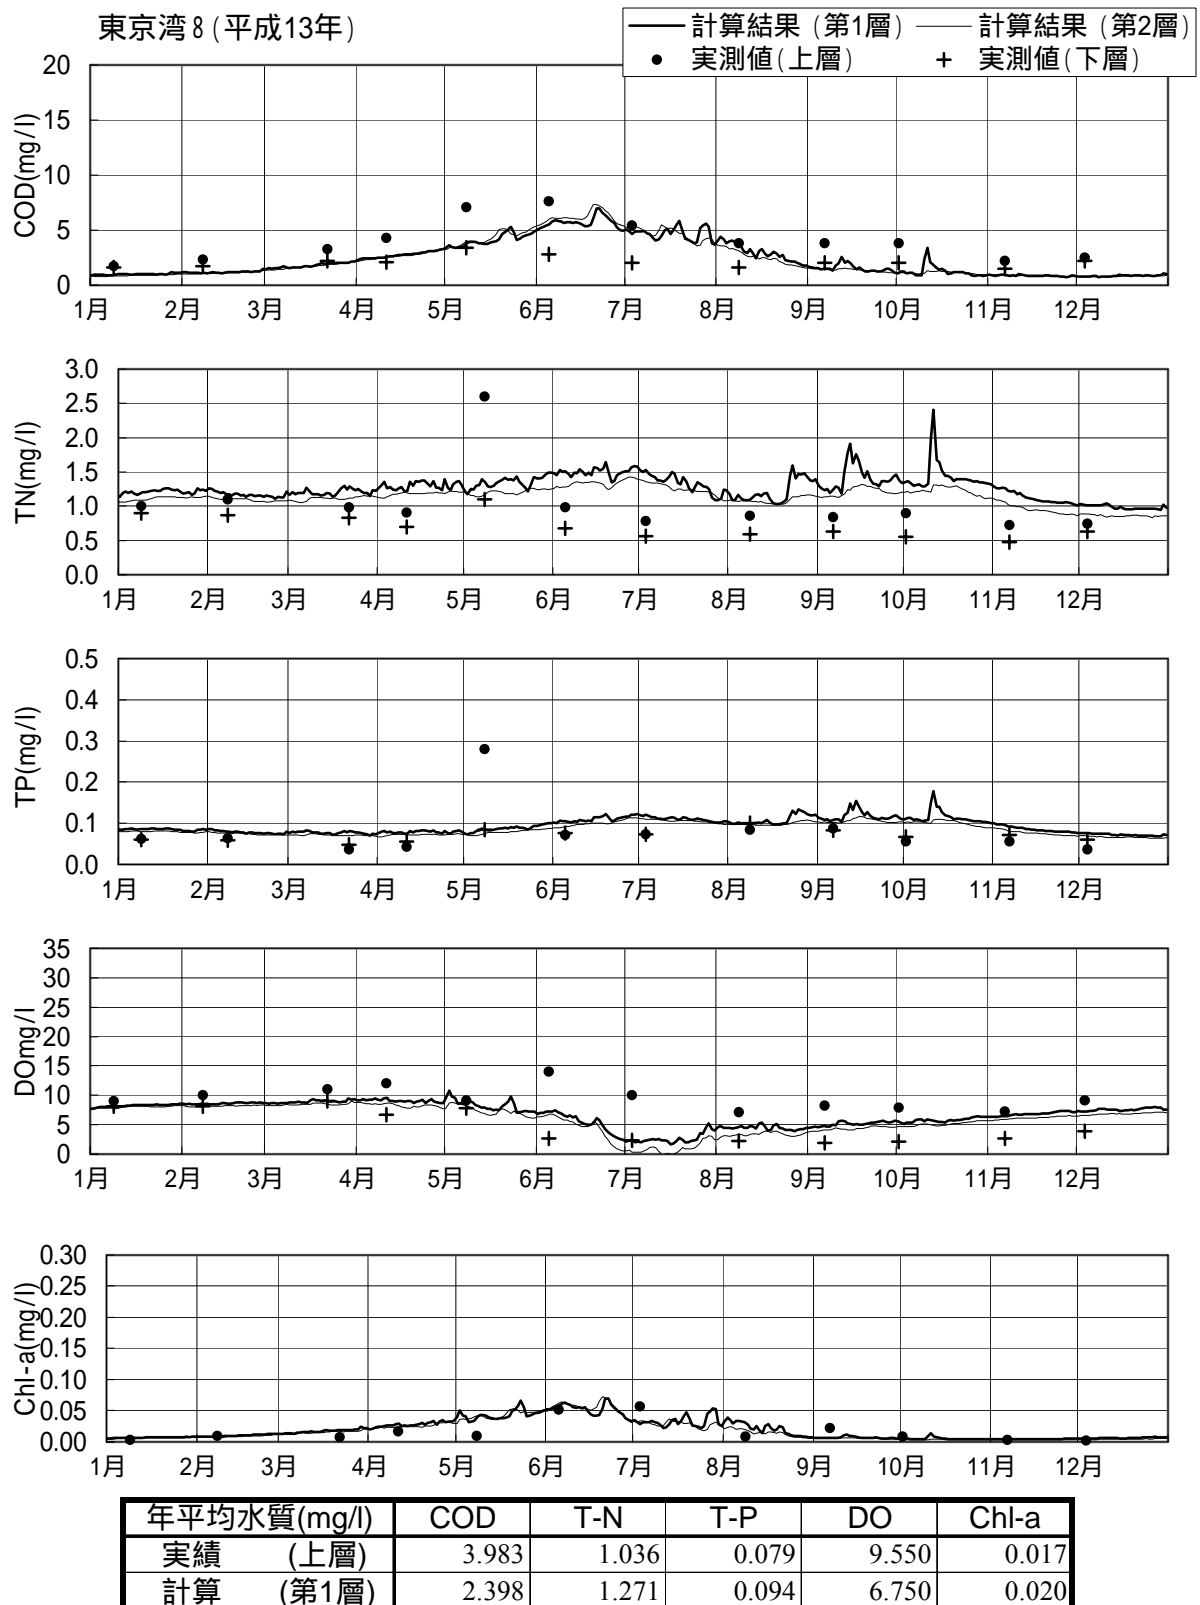 東京湾8(平成13年)
計算結果 (第1層)
計算結果 (第2層)
実測値(上層)
実測値(下層)
COD(mg/l)
20
15
10
5
0
1月 2月 3月 4月 5月 6月 7月 8月 9月 10月 11月 12月
TN(mg/l)
3.0
2.5
2.0
1.5
1.0
0.5
0.0
1月 2月 3月 4月 5月 6月 7月 8月 9月 10月 11月 12月
TP(mg/l)
0.5
0.4
0.3
0.2
0.1
0.0
1月 2月 3月 4月 5月 6月 7月 8月 9月 10月 11月 12月
DOmg/l
35
30
25
20
15
10
5
0
1月 2月 3月 4月 5月 6月 7月 8月 9月 10月 11月 12月
Chl-a(mg/l)
0.30
0.25
0.20
0.15
0.10
0.05
0.00
1月 2月 3月 4月 5月 6月 7月 8月 9月 10月 11月 12月
年平均水質(mg/l) COD T-N T-P DO Chl-a
実績 (上層) 3.983 1.036 0.079 9.550 0.017
計算 (第1層) 2.398 1.271 0.094 6.750 0.020